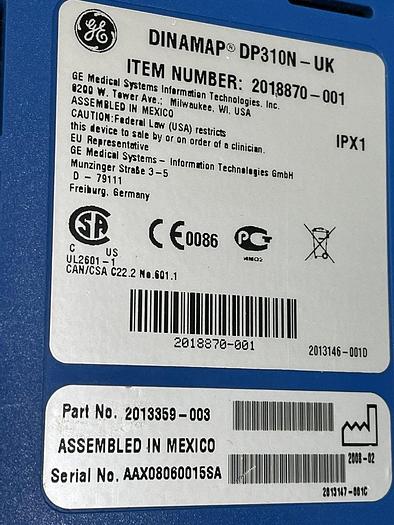 GE
DINAMAP® DP310N-UK
ITEM NUMBER: 2018870-001
GE Medical Systems Information Technologies, Inc.
8200 W. Tower Ave.; Milwaukee, WI. USA
ASSEMBLED IN MEXICO
CAUTION: Federal Law (USA) restricts
this device to sale by or on order of a clinician.
IPX1
EU Representative
GE Medical Systems - Information Technologies GmbH
Munzinger Straße 3-5
D - 79111
Freiburg, Germany
C US
UL2601-1
CAN/CSA C22.2 No.601.1
CE0086
2018870-001
2013146-001D
Part No. 2013359-003
ASSEMBLED IN MEXICO
2008-02
Serial No. AAX08060015SA
2013147-001C